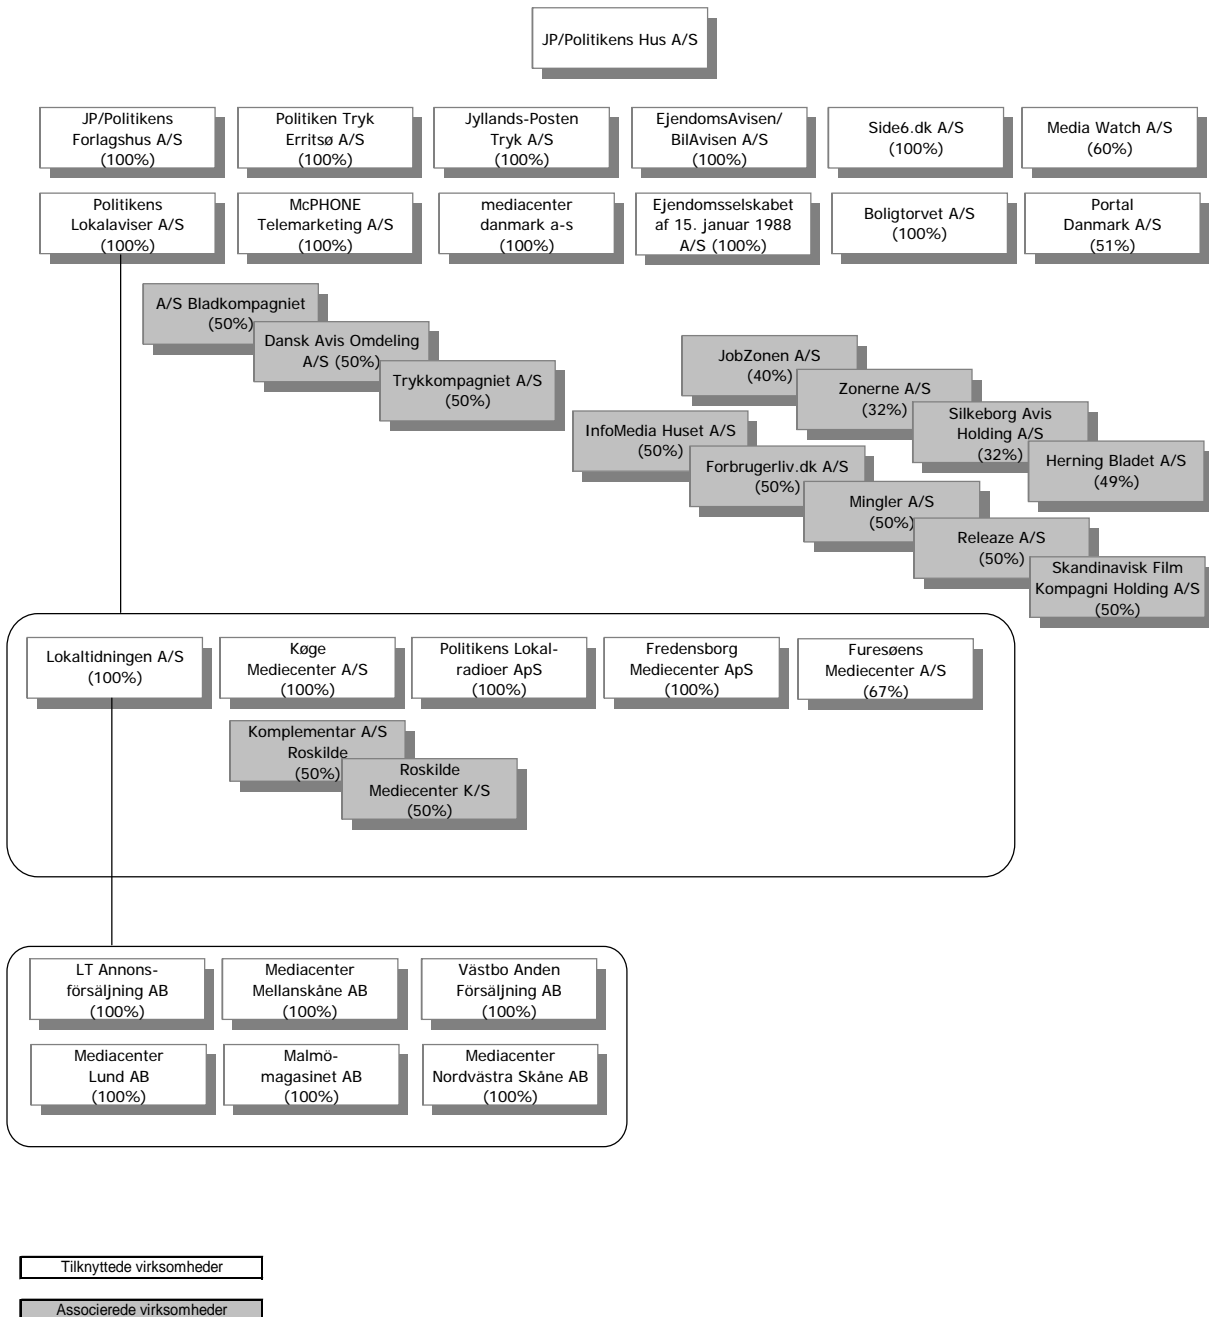 JP/Politikens Hus A/S
JP/Politikens
Forlagshus A/S
(100%)
Politiken Tryk
Erritsø A/S
(100%)
Jyllands-Posten
Tryk A/S
(100%)
EjendomsAvisen/
BilAvisen A/S
(100%)
Side6.dk A/S
(100%)
Media Watch A/S
(60%)
Politikens
Lokalaviser A/S
(100%)
McPHONE
Telemarketing A/S
(100%)
mediacenter
danmark a-s
(100%)
Ejendomsselskabet
af 15. januar 1988
A/S (100%)
Boligtorvet A/S
(100%)
Portal
Danmark A/S
(51%)
A/S Bladkompagniet
(50%)
Dansk Avis Omdeling
A/S (50%)
Trykkompagniet A/S
(50%)
JobZonen A/S
(40%)
Zonerne A/S
(32%)
Silkeborg Avis
Holding A/S
(32%)
Herning Bladet A/S
(49%)
InfoMedia Huset A/S
(50%)
Forbrugerliv.dk A/S
(50%)
Mingler A/S
(50%)
Releaze A/S
(50%)
Skandinavisk Film
Kompagni Holding A/S
(50%)
Lokaltidningen A/S
(100%)
Køge
Mediecenter A/S
(100%)
Politikens Lokal-
radioer ApS
(100%)
Fredensborg
Mediecenter ApS
(100%)
Furesøens
Mediecenter A/S
(67%)
Komplementar A/S
Roskilde
(50%)
Roskilde
Mediecenter K/S
(50%)
LT Annons-
försäljning AB
(100%)
Mediacenter
Mellanskåne AB
(100%)
Västbo Anden
Försäljning AB
(100%)
Mediacenter
Lund AB
(100%)
Malmö-
magasinet AB
(100%)
Mediacenter
Nordvästra Skåne AB
(100%)
Tilknyttede virksomheder
Associerede virksomheder